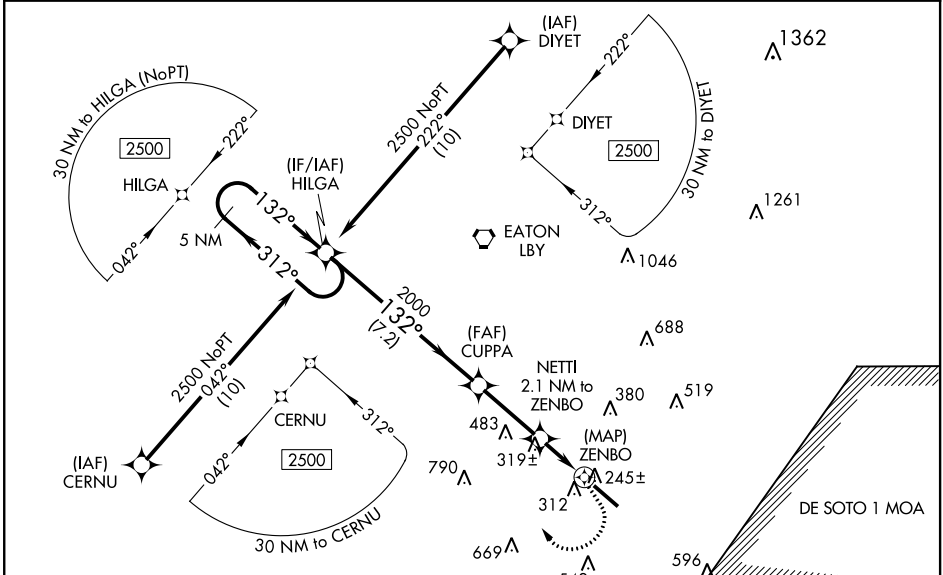 (IAF)
DIYET
1362
30 NM to HILGA (NoPT)
2500
222°
HILGA
042°
2500 NoPT
222°
(10)
222°
DIYET
2500
312°
30 NM to DIYET
(IF/IAF)
HILGA
132°
5 NM
312°
EATON
LBY
1261
1046
2000
132°
(7.2)
(FAF)
CUPPA
688
2500 NoPT
042°
(10)
(IAF)
CERNU
CERNU
042°
312°
2500
30 NM to CERNU
NETTI
2.1 NM to
ZENBO
380
519
483
319±
(MAP)
ZENBO
245±
790
312
669
596
DE SOTO 1 MOA